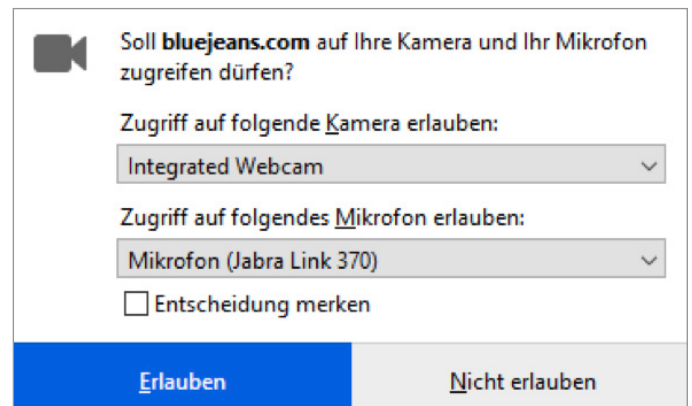 Soll bluejeans.com auf Ihre Kamera und Ihr Mikrofon
zugreifen dürfen?
Zugriff auf folgende Kamera erlauben:
Integrated Webcam
Zugriff auf folgendes Mikrofon erlauben:
Mikrofon (Jabra Link 370)
Entscheidung merken
Erlauben
Nicht erlauben